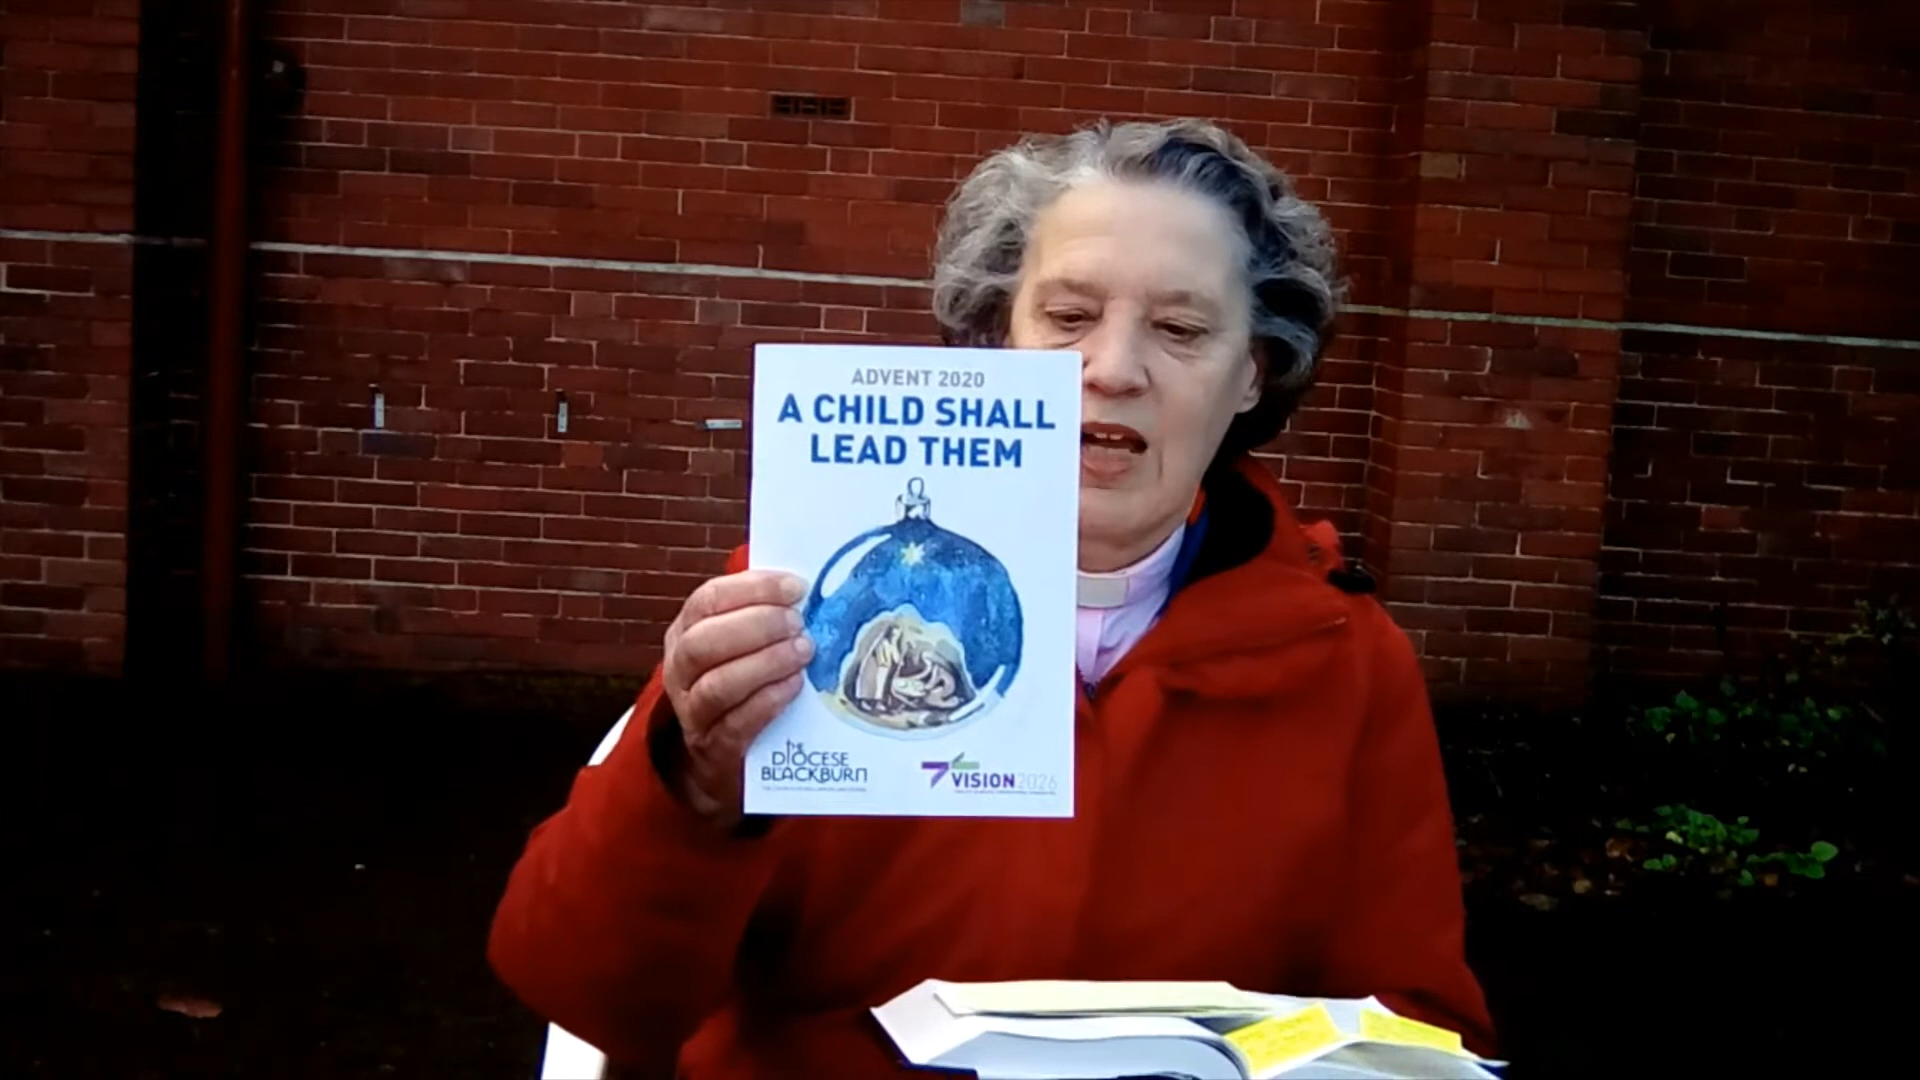 ADVENT 2020
A CHILD SHALL
LEAD THEM
THE
DIOCESE
BLACKBURN
VISION2026